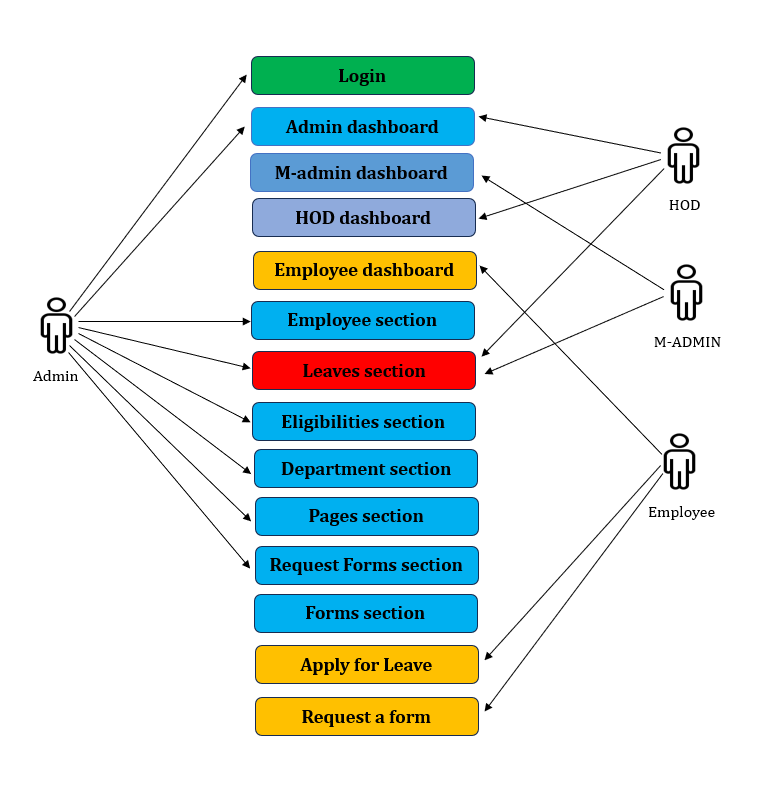 Login
Admin dashboard
M-admin dashboard
HOD dashboard
HOD
Employee dashboard
Employee section
M-ADMIN
Leaves section
Admin
Eligibilities section
Department section
Pages section
Employee
Request Forms section
Forms section
Apply for Leave
Request a form